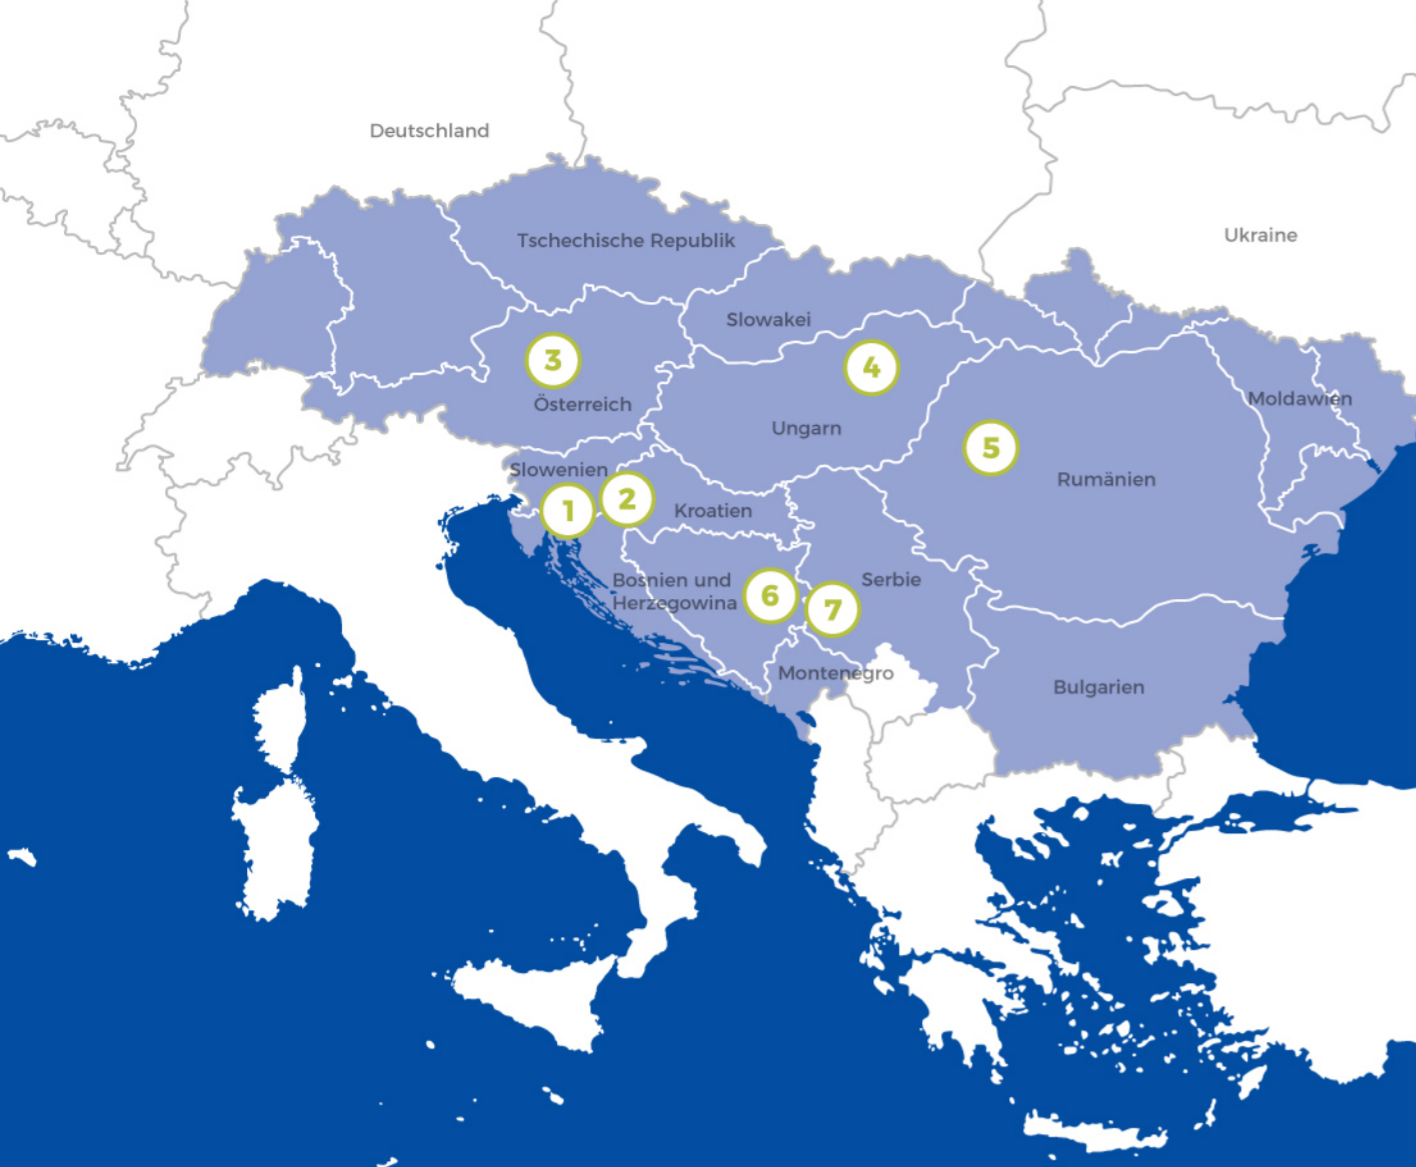 Deutschland
Ukraine
Tschechische Republik
Slowakei
3
4
Österreich
Moldawien
Ungarn
5
Slowenien
Rumänien
1
2
Kroatien
Bosnien und
Herzegowina
6
7
Serbie
Montenegro
Bulgarien